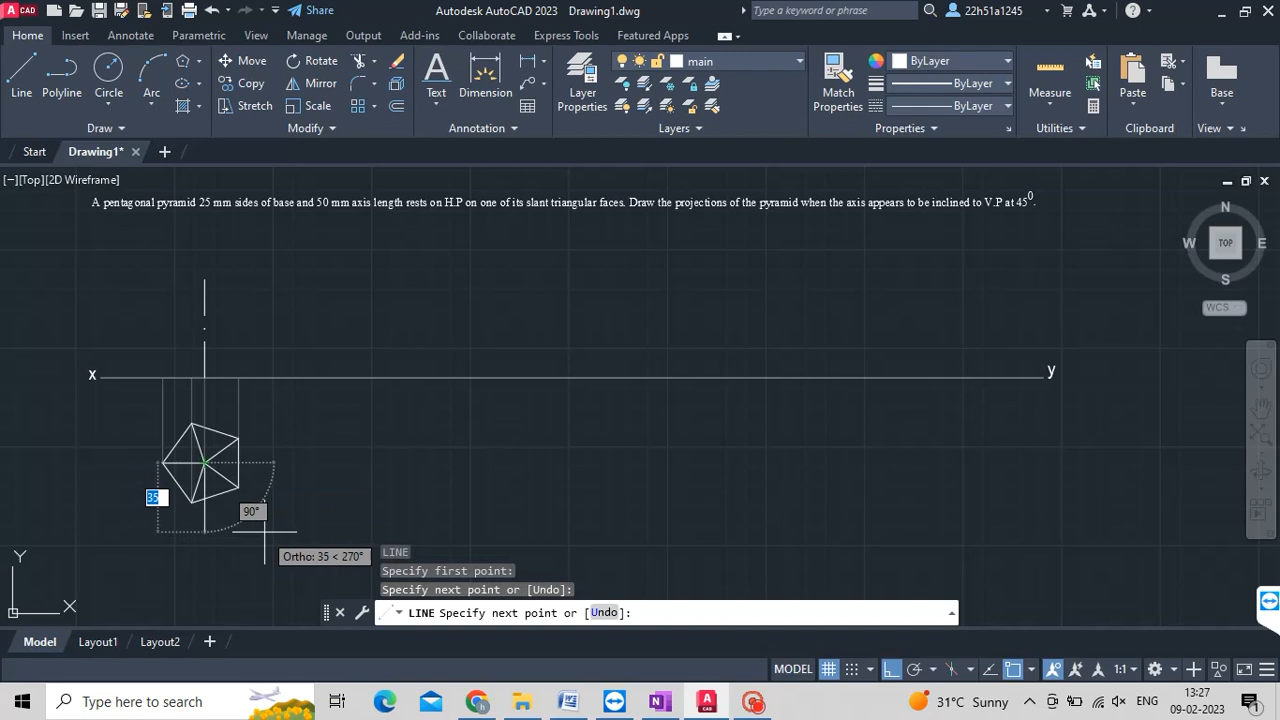 Share
Autodesk AutoCAD 2023 Drawing1.dwg
Type a keyword or phrase
22h51a1245
Home Insert Annotate Parametric View Manage Output Add-ins Collaborate Express Tools Featured Apps
Line Polyline Circle Arc
Move Rotate
Copy Mirror
Stretch Scale
Text Dimension
Layer Properties
main
Match Properties
ByLayer
ByLayer
ByLayer
Measure
Paste
Base
Draw Modify Annotation Layers Properties Utilities Clipboard View
Start Drawing1*
[−][Top][2D Wireframe]
A pentagonal pyramid 25 mm sides of base and 50 mm axis length rests on H.P on one of its slant triangular faces. Draw the projections of the pyramid when the axis appears to be inclined to V.P at 45⁰.
N
W TOP E
S
WCS
x y
35
90°
Ortho: 35 < 270°
LINE
Specify first point:
Specify next point or [Undo]:
LINE Specify next point or [Undo]:
Y
X
Model Layout1 Layout2
MODEL 1:1
Type here to search
31°C Sunny
ENG
13:27
09-02-2023
1